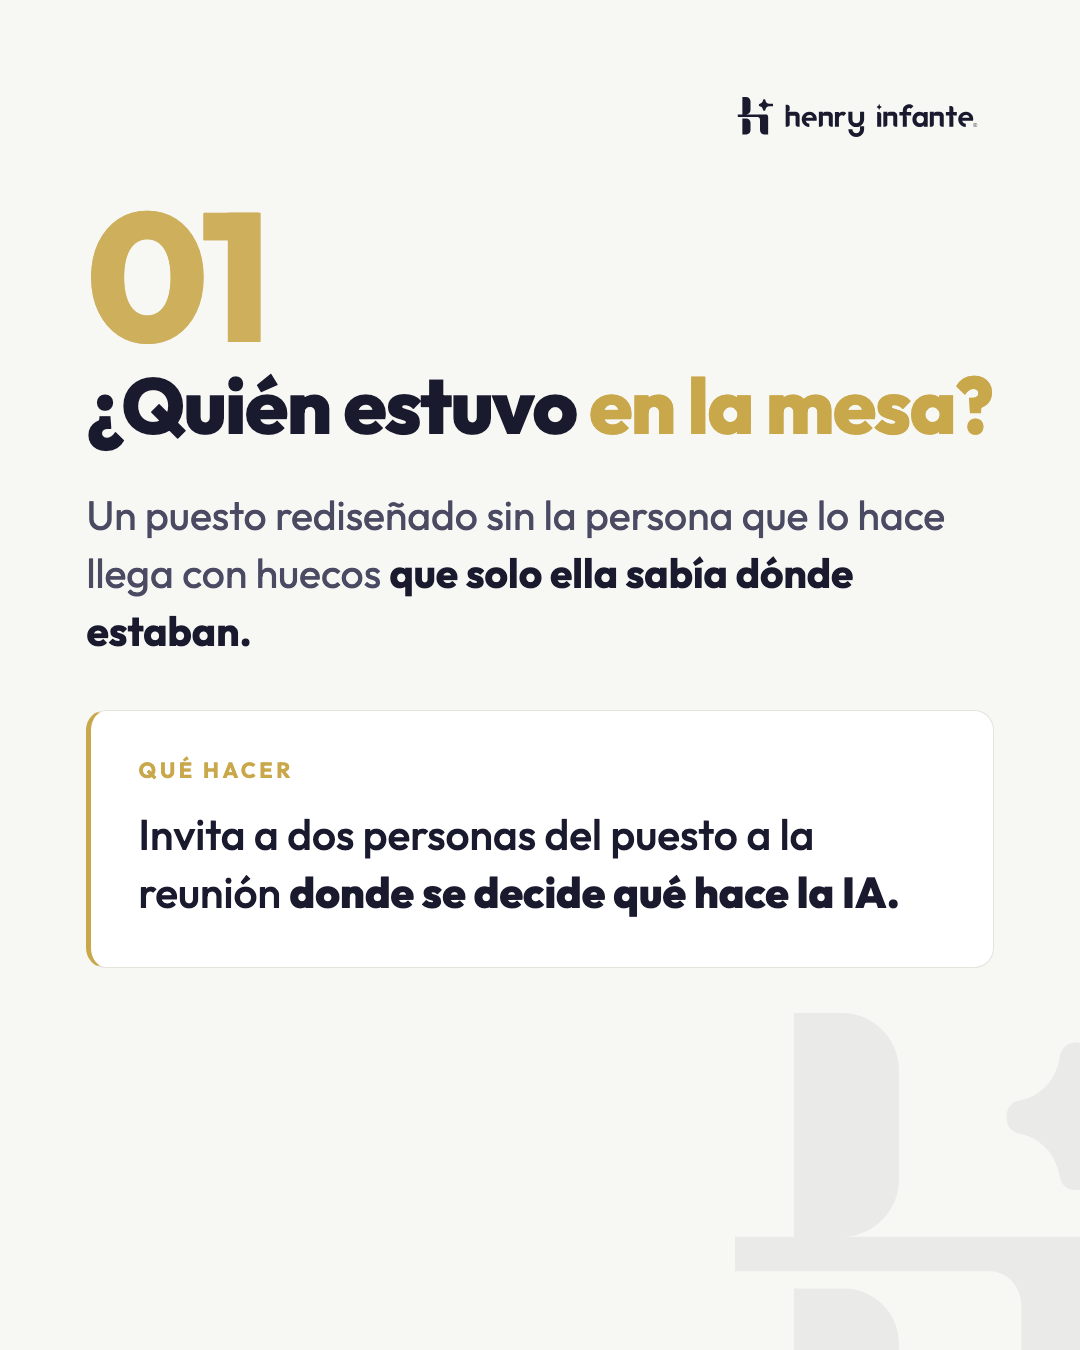 henry infante
01
¿Quién estuvo en la mesa?
Un puesto rediseñado sin la persona que lo hace
llega con huecos que solo ella sabía dónde
estaban.
QUÉ HACER
Invita a dos personas del puesto a la
reunión donde se decide qué hace la IA.